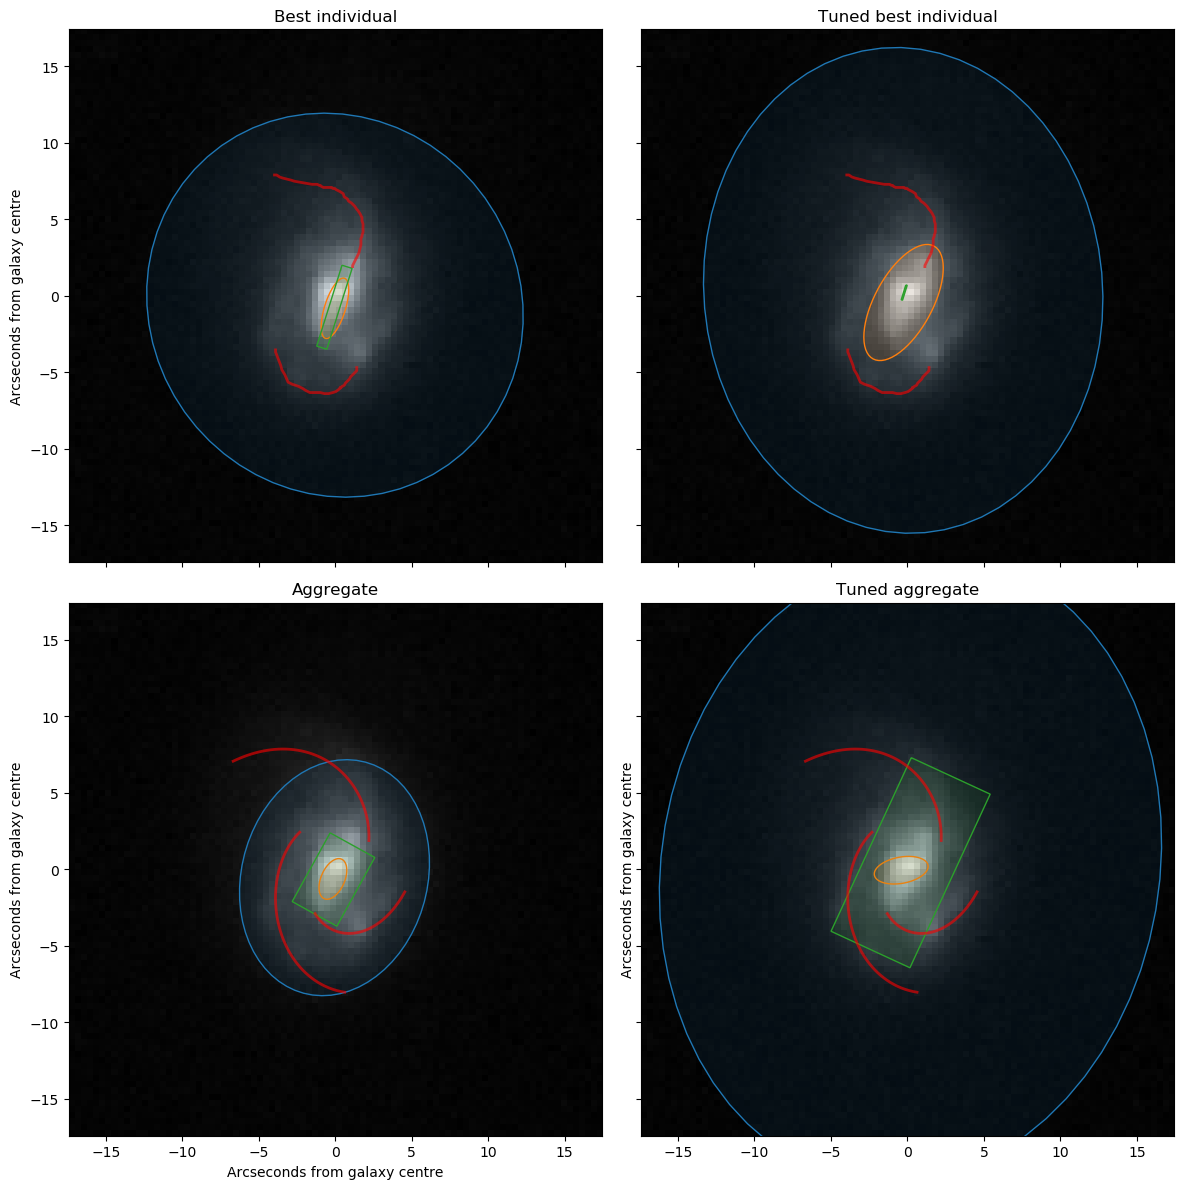 Best individual
Tuned best individual
15
10
5
0
−5
−10
−15
Arcseconds from galaxy centre
Aggregate
Tuned aggregate
15
10
5
0
−5
−10
−15
Arcseconds from galaxy centre
Arcseconds from galaxy centre
−15 −10 −5 0 5 10 15
−15 −10 −5 0 5 10 15
Arcseconds from galaxy centre